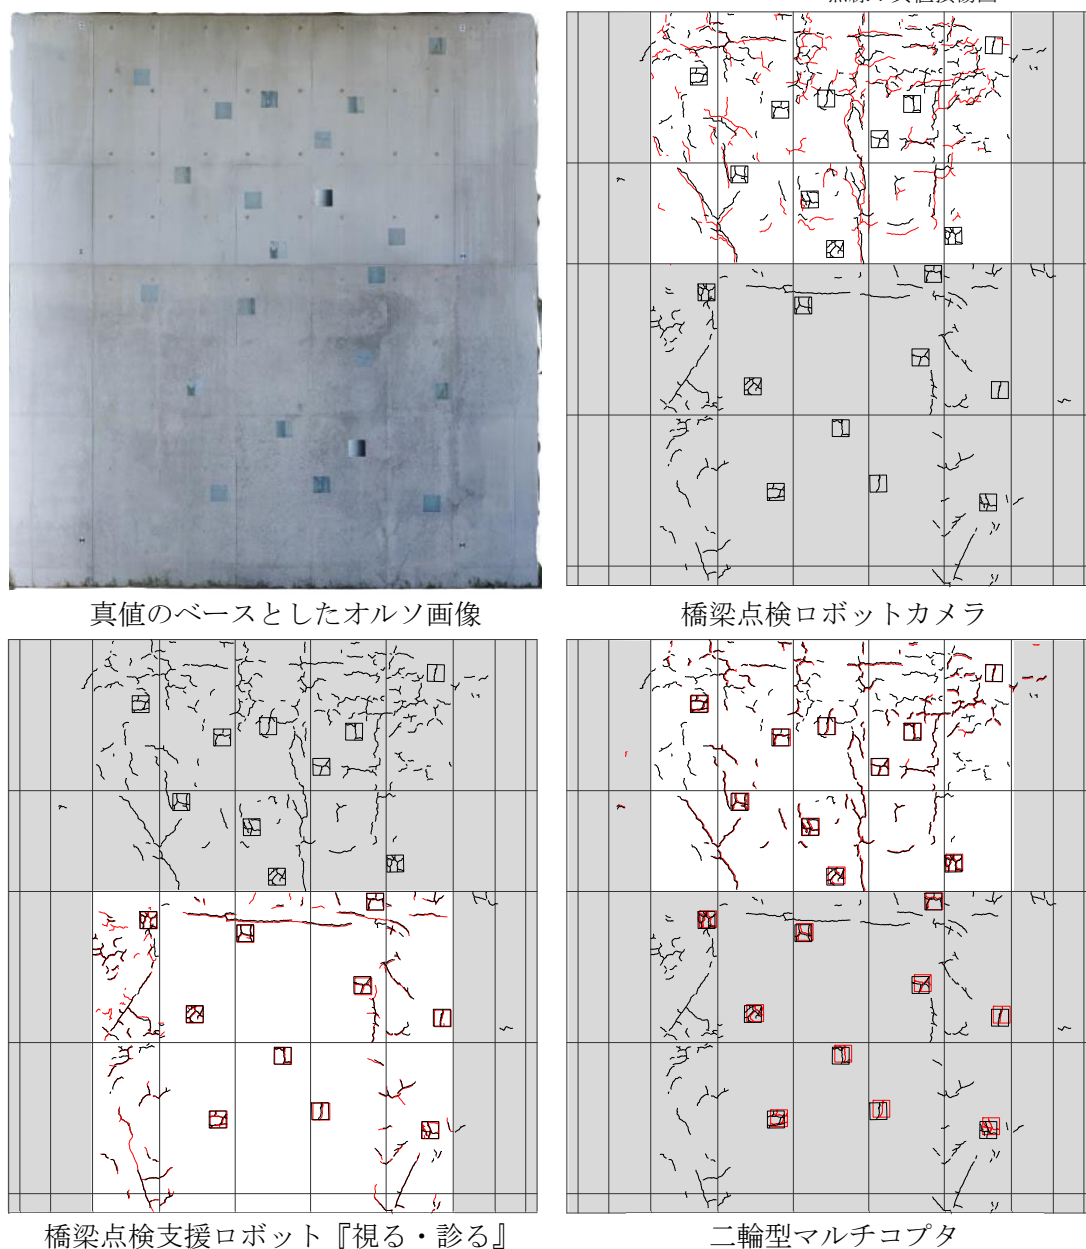 真値のベースとしたオルソ画像
橋梁点検ロボットカメラ
橋梁点検支援ロボット『視る・診る』
二輪型マルチコプタ